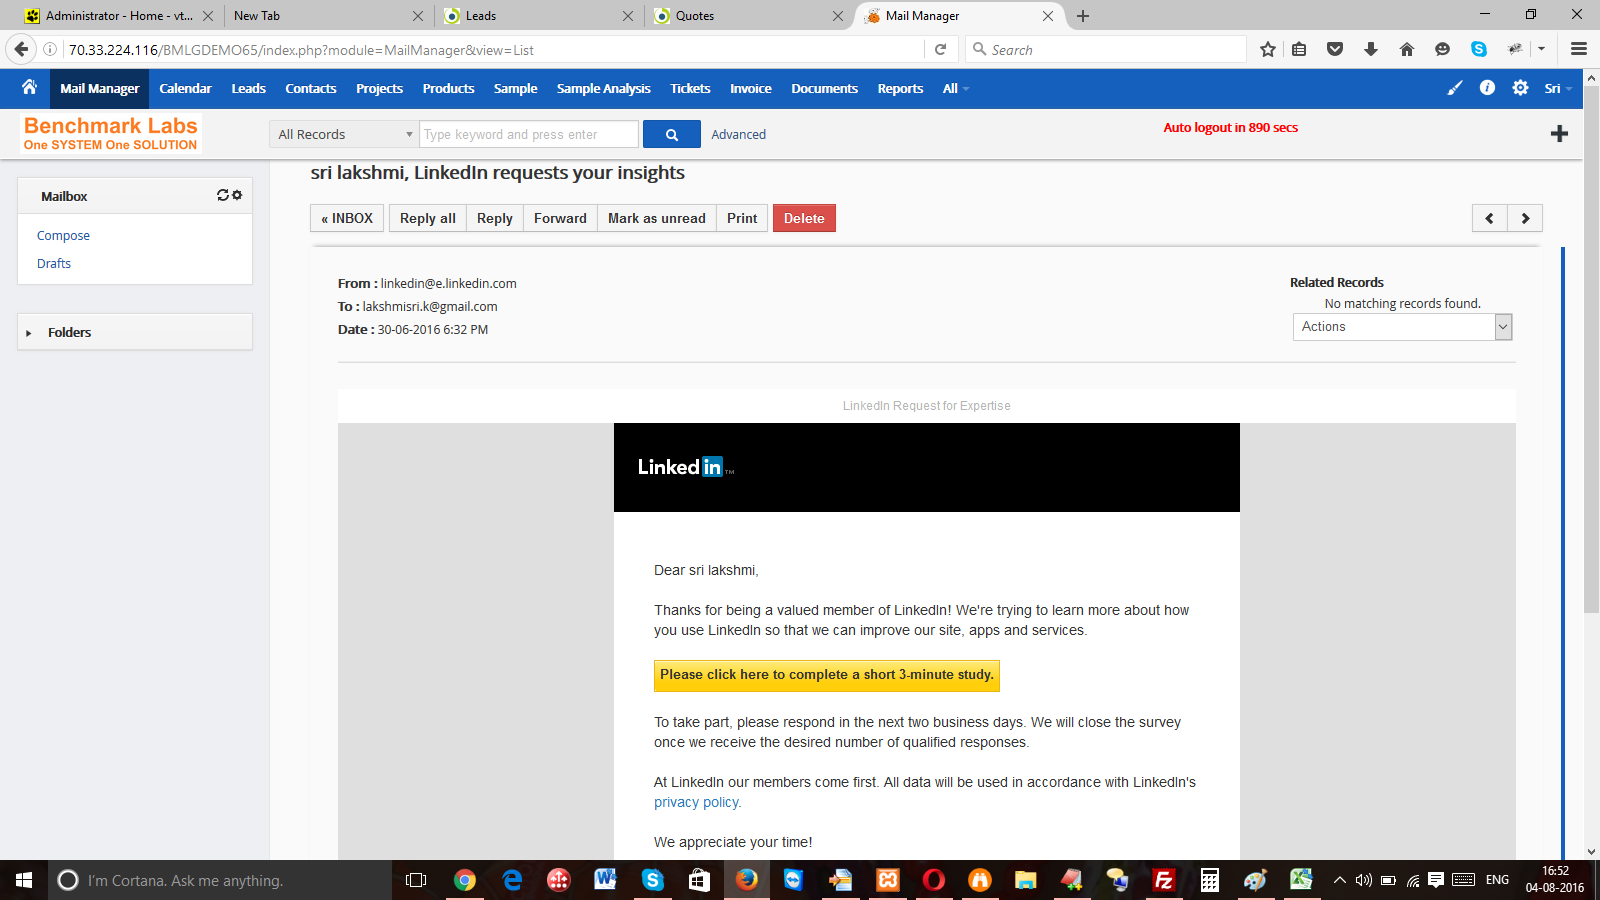 Administrator - Home - vt...
New Tab
Leads
Quotes
Mail Manager
70.33.224.116/BMLGDEMO65/index.php?module=MailManager&view=List
Search
Mail Manager
Calendar
Leads
Contacts
Projects
Products
Sample
Sample Analysis
Tickets
Invoice
Documents
Reports
All
Sri
Benchmark Labs
One SYSTEM One SOLUTION
All Records
Type keyword and press enter
Advanced
Auto logout in 890 secs
Mailbox
Compose
Drafts
Folders
sri lakshmi, LinkedIn requests your insights
« INBOX
Reply all
Reply
Forward
Mark as unread
Print
Delete
From : linkedin@e.linkedin.com
To : lakshmisri.k@gmail.com
Date : 30-06-2016 6:32 PM
Related Records
No matching records found.
Actions
LinkedIn Request for Expertise
Linked in ™
Dear sri lakshmi,
Thanks for being a valued member of LinkedIn! We're trying to learn more about how
you use LinkedIn so that we can improve our site, apps and services.
Please click here to complete a short 3-minute study.
To take part, please respond in the next two business days. We will close the survey
once we receive the desired number of qualified responses.
At LinkedIn our members come first. All data will be used in accordance with LinkedIn's
privacy policy.
We appreciate your time!
I'm Cortana. Ask me anything.
ENG
16:52
04-08-2016